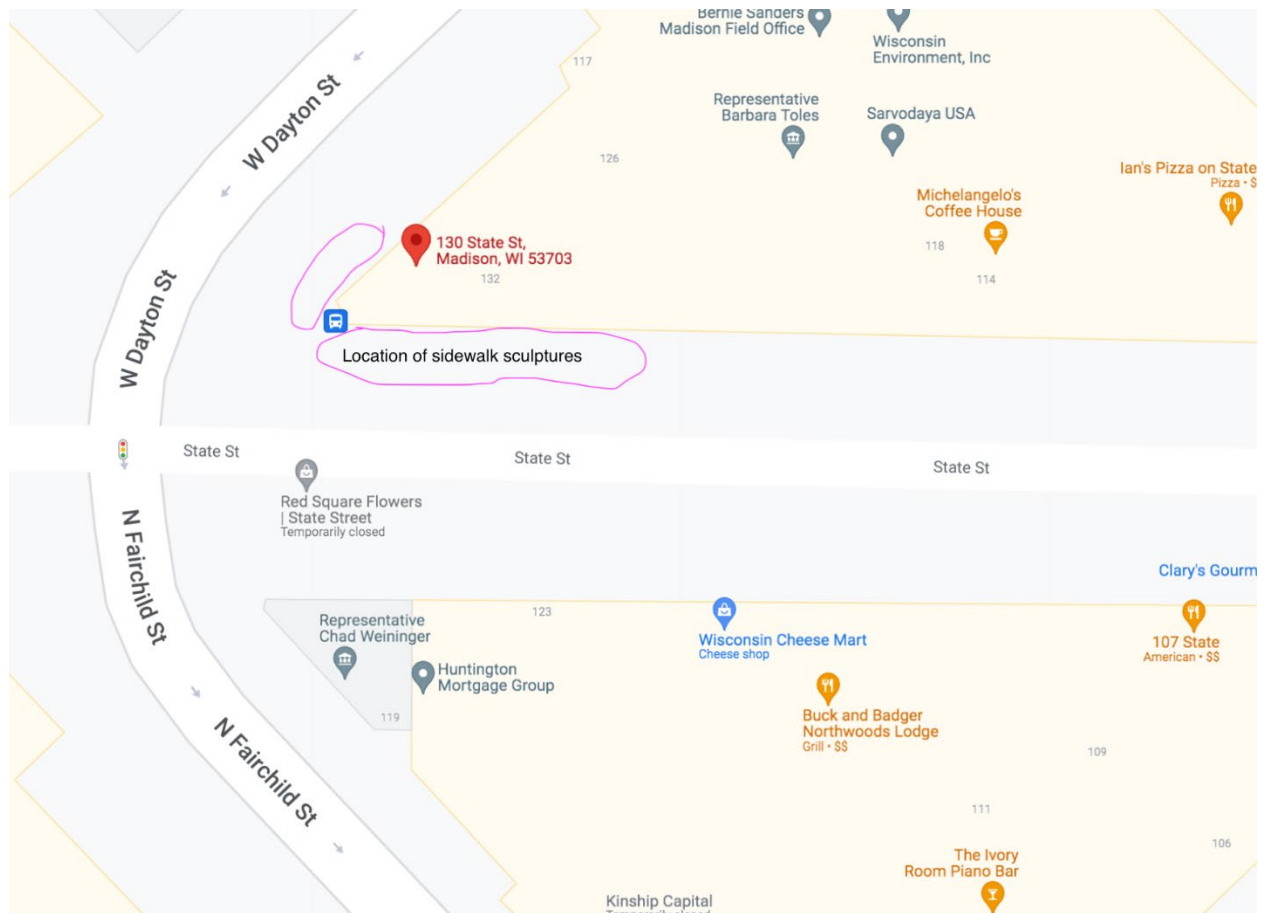 Bernie Sanders
Madison Field Office
Wisconsin
Environment, Inc
117
W Dayton St
Representative
Barbara Toles
Sarvodaya USA
126
Ian's Pizza on State
Pizza • $
Michelangelo's
Coffee House
118
114
130 State St,
Madison, WI 53703
132
W Dayton St
Location of sidewalk sculptures
State St
State St
State St
Red Square Flowers
| State Street
Temporarily closed
N Fairchild St
Clary's Gourm
123
Representative
Chad Weininger
Wisconsin Cheese Mart
Cheese shop
107 State
American • $$
Huntington
Mortgage Group
119
Buck and Badger
Northwoods Lodge
Grill • $$
N Fairchild St
109
111
106
The Ivory
Room Piano Bar
Kinship Capital
Temporarily closed